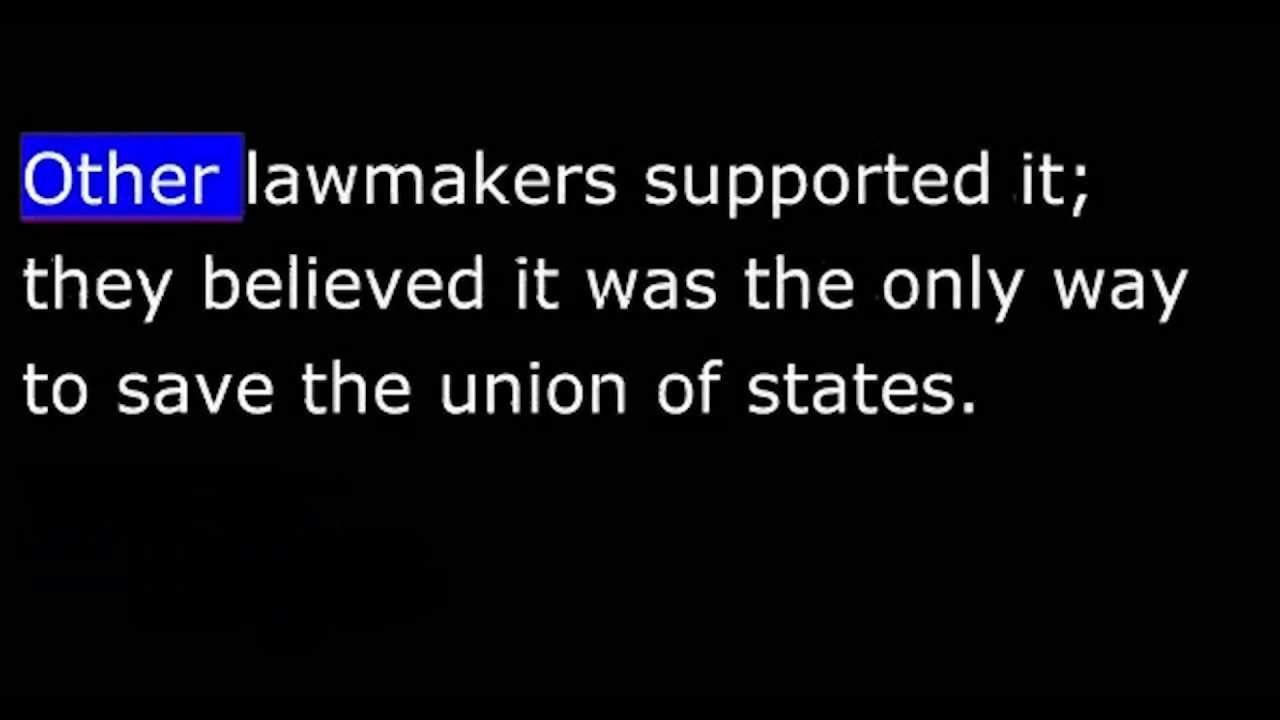 Other lawmakers supported it;
they believed it was the only way
to save the union of states.